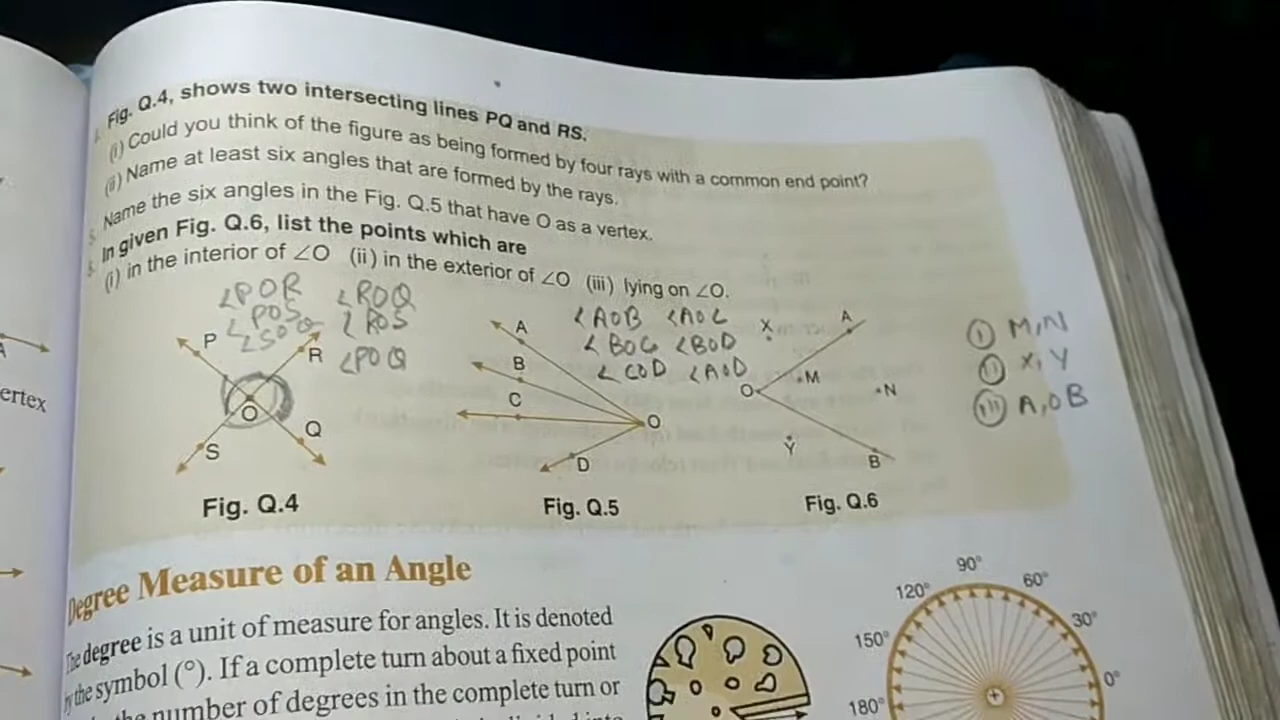 Fig. Q.4, shows two intersecting lines PQ and RS.
(i) Could you think of the figure as being formed by four rays with a common end point?
(ii) Name at least six angles that are formed by the rays.
Name the six angles in the Fig. Q.5 that have O as a vertex.
In given Fig. Q.6, list the points which are
(i) in the interior of ∠O (ii) in the exterior of ∠O (iii) lying on ∠O.
∠POR ∠ROQ
∠POS ∠ROS
∠SOQ
∠POQ
P
R
O
Q
S
Fig. Q.4
∠AOB ∠AOC
∠BOC ∠BOD
∠COD ∠AOD
A
B
C
O
D
Fig. Q.5
X
A
M
O
N
Y
B
Fig. Q.6
(i) M, N
(ii) X, Y
(iii) A, O B
ertex
Degree Measure of an Angle
The degree is a unit of measure for angles. It is denoted
by the symbol (°). If a complete turn about a fixed point
number of degrees in the complete turn or
90°
120°
60°
150°
30°
180°
0°